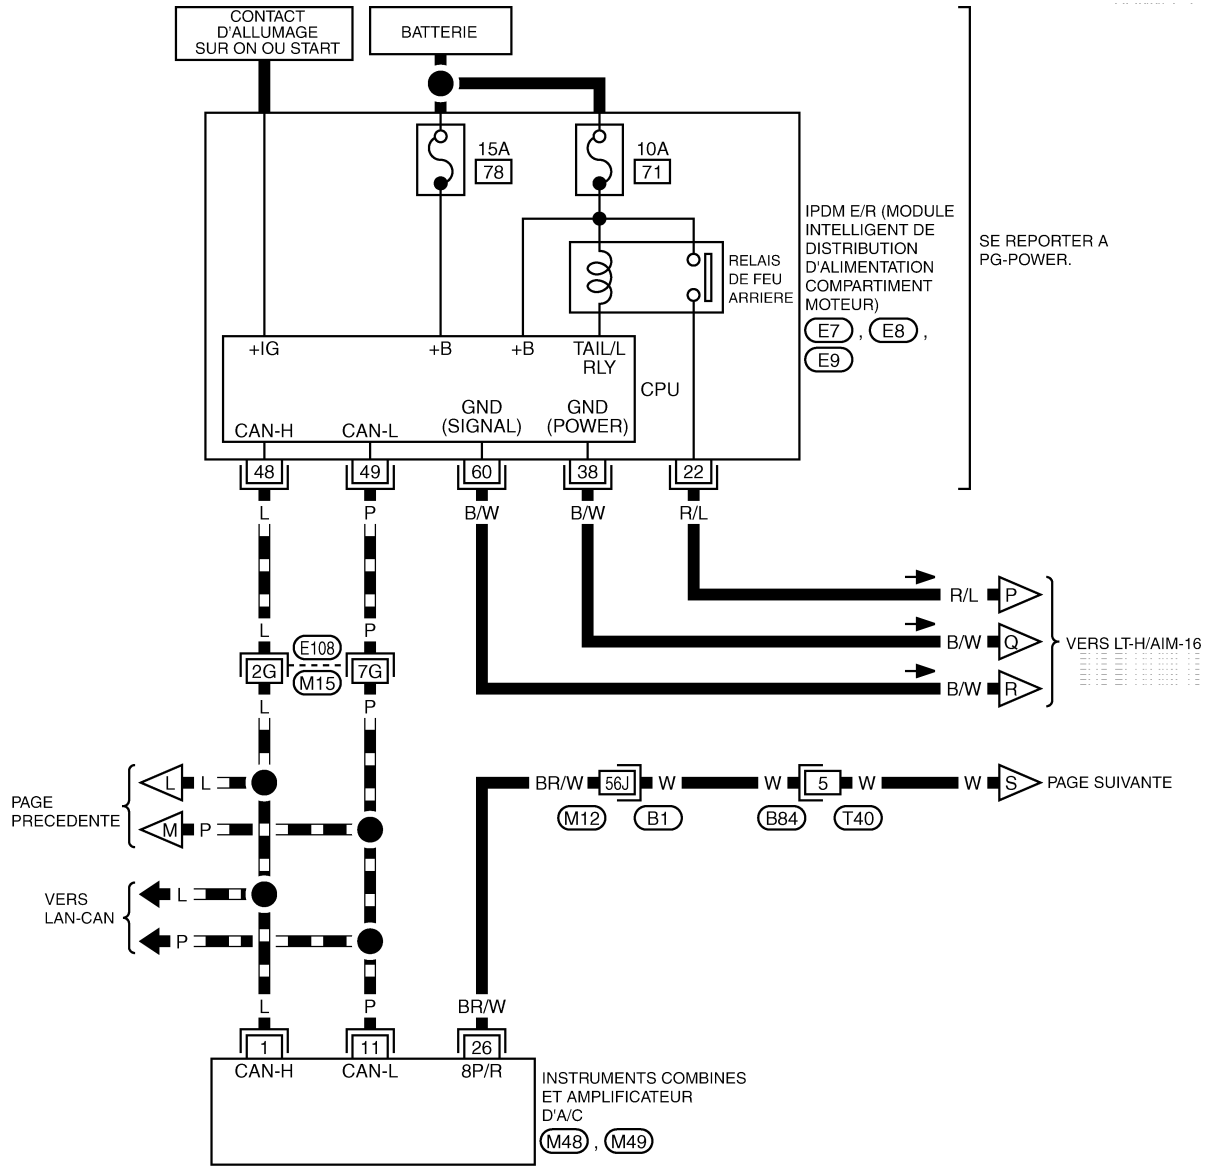 CONTACT
D'ALLUMAGE
SUR ON OU START
BATTERIE
15A
78
10A
71
IPDM E/R (MODULE
INTELLIGENT DE
DISTRIBUTION
D'ALIMENTATION
COMPARTIMENT
MOTEUR)
E7 , E8 ,
E9
SE REPORTER A
PG-POWER.
RELAIS
DE FEU
ARRIERE
+IG
+B
+B
TAIL/L
RLY
CPU
CAN-H
CAN-L
GND
(SIGNAL)
GND
(POWER)
48
49
60
38
22
L
P
B/W
B/W
R/L
R/L
P
L
P
E108
B/W
Q
VERS LT-H/AIM-16
2G
7G
M15
B/W
R
L
P
L
L
BR/W
56J
W
W
5
W
W
S
PAGE SUIVANTE
PAGE
PRECEDENTE
M12
B1
B84
T40
M
P
VERS
LAN-CAN
L
P
L
P
BR/W
1
11
26
CAN-H
CAN-L
8P/R
INSTRUMENTS COMBINES
ET AMPLIFICATEUR
D'A/C
M48 , M49